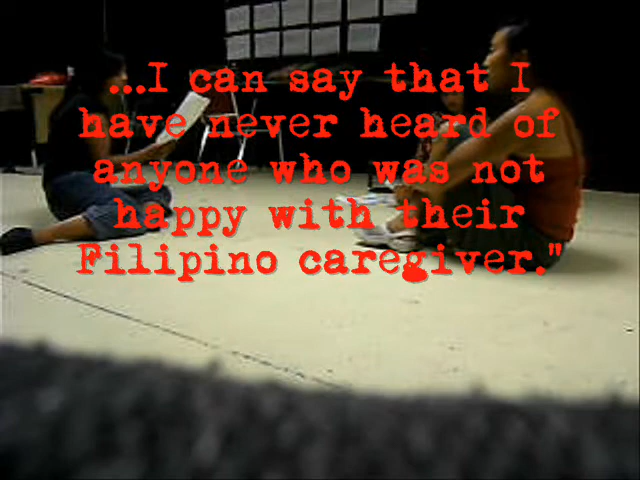 ...I can say that I
have never heard of
anyone who was not
happy with their
Filipino caregiver."